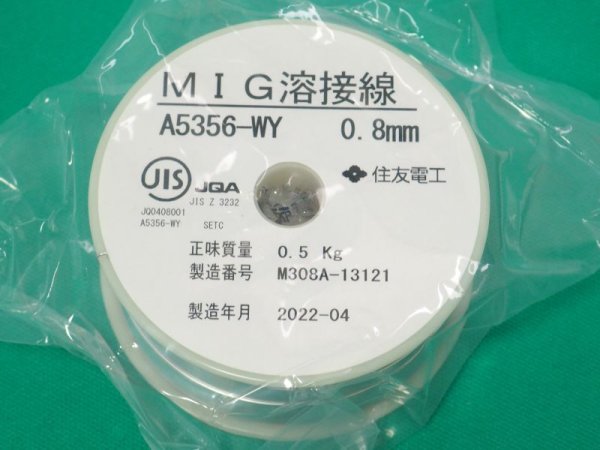 MIG溶接線
A5356-WY 0.8mm
JIS JQA
JIS Z 3232
住友電工
JQ0408001
A5356-WY SETC
正味質量 0.5 Kg
製造番号 M308A-13121
製造年月 2022-04